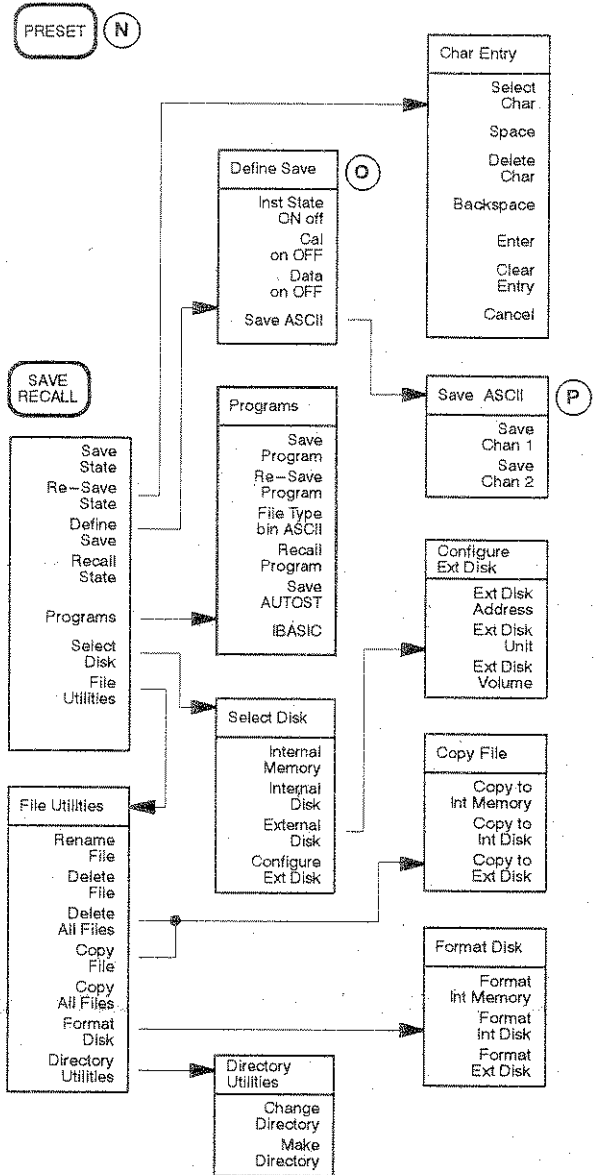 PRESET
N
Char Entry
Select
Char
Space
Delete
Char
Backspace
Enter
Clear
Entry
Cancel
Define Save
O
Inst State
ON off
Cal
on OFF
Data
on OFF
Save ASCII
Save ASCII
P
Save
Chan 1
Save
Chan 2
SAVE
RECALL
Save
State
Re-Save
State
Define
Save
Recall
State
Programs
Select
Disk
File
Utilities
Programs
Save
Program
Re-Save
Program
File Type
bin ASCII
Recall
Program
Save
AUTOST
IBASIC
Configure
Ext Disk
Ext Disk
Address
Ext Disk
Unit
Ext Disk
Volume
Select Disk
Internal
Memory
Internal
Disk
External
Disk
Configure
Ext Disk
Copy File
Copy to
Int Memory
Copy to
Int Disk
Copy to
Ext Disk
File Utilities
Rename
File
Delete
File
Delete
All Files
Copy
File
Copy
All Files
Format
Disk
Directory
Utilities
Format Disk
Format
Int Memory
Format
Int Disk
Format
Ext Disk
Directory
Utilities
Change
Directory
Make
Directory